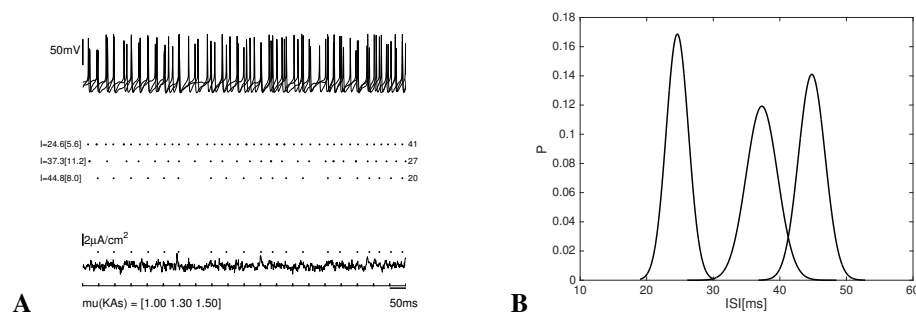 50mV
I=24.6[5.6] 41
I=37.3[11.2] 27
I=44.8[8.0] 20
2μA/cm²
mu(KAs) = [1.00 1.30 1.50] 50ms
A
0.18
0.16
0.14
0.12
0.1
0.08
0.06
0.04
0.02
0
P
10 20 30 40 50 60
ISI[ms]
B